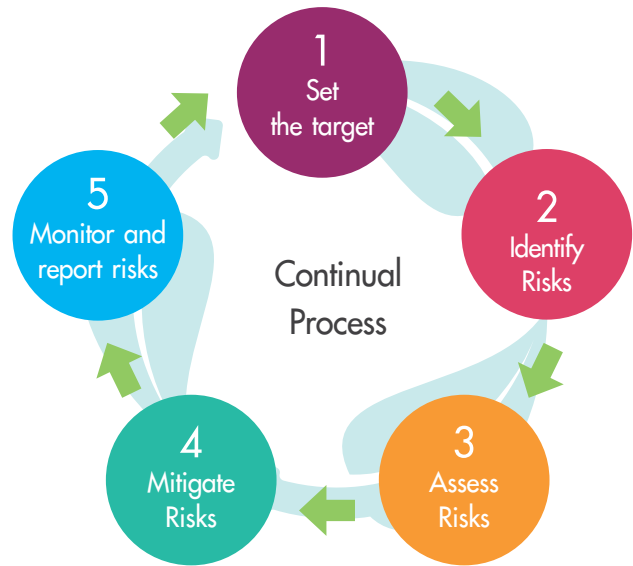 1
Set
the target
2
Identify
Risks
3
Assess
Risks
4
Mitigate
Risks
5
Monitor and
report risks
Continual
Process